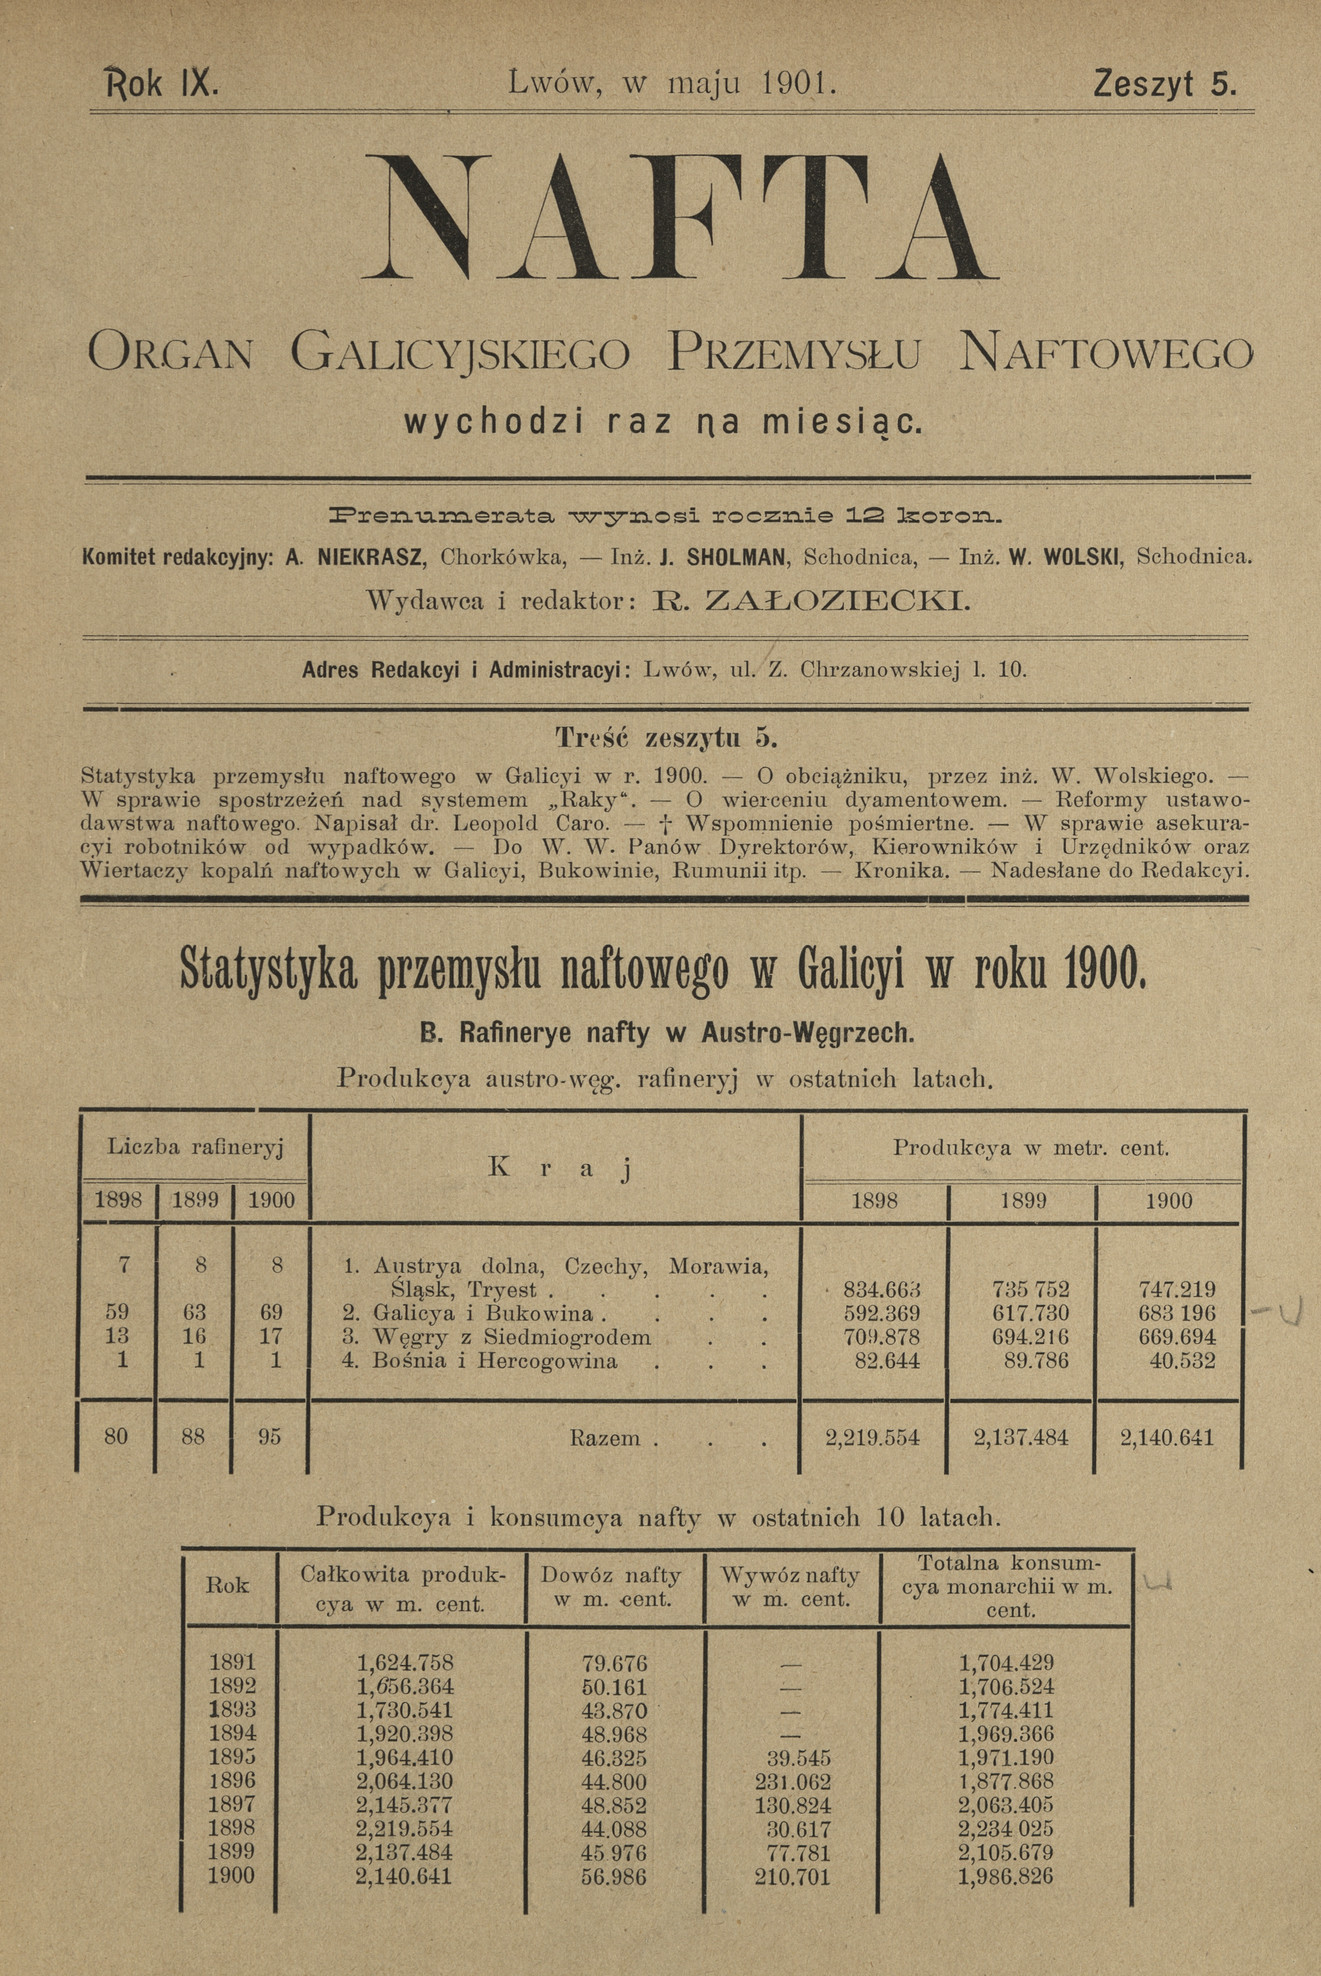 Rok IX. Lwów, w maju 1901. Zeszyt 5.
NAFTA
Organ Galicyjskiego Przemysłu Naftowego
wychodzi raz na miesiąc.
Prenumerata wynosi rocznie 12 koron.
Komitet redakcyjny: A. NIEKRASZ, Chorkówka, — Inż. J. SHOLMAN, Schodnica, — Inż. W. WOLSKI, Schodnica.
Wydawca i redaktor: R. ZAŁOZIECKI.
Adres Redakcyi i Administracyi: Lwów, ul. Z. Chrzanowskiej l. 10.
Treść zeszytu 5.
Statystyka przemysłu naftowego w Galicyi w r. 1900. — O obciążniku, przez inż. W. Wolskiego. —
W sprawie spostrzeżeń nad systemem „Raky“. — O wierceniu dyamentowem. — Reformy ustawo-
dawstwa naftowego. Napisał dr. Leopold Caro. — † Wspomnienie pośmiertne. — W sprawie asekura-
cyi robotników od wypadków. — Do W. W. Panów Dyrektorów, Kierowników i Urzędników oraz
Wiertaczy kopalń naftowych w Galicyi, Bukowinie, Rumunii itp. — Kronika. — Nadesłane do Redakcyi.
Statystyka przemysłu naftowego w Galicyi w roku 1900.
B. Rafinerye nafty w Austro-Węgrzech.
Produkcya austro-węg. rafineryj w ostatnich latach.
Liczba rafineryj Kraj Produkcya w metr. cent.
1898 1899 1900 1898 1899 1900
7 8 8 1. Austrya dolna, Czechy, Morawia,
Śląsk, Tryest . . . . . 834.663 735 752 747.219
59 63 69 2. Galicya i Bukowina . . . . 592.369 617.730 683 196
13 16 17 3. Węgry z Siedmiogrodem . . 709.878 694.216 669.694
1 1 1 4. Bośnia i Hercogowina . . . 82.644 89.786 40.532
80 88 95 Razem . . . 2,219.554 2,137.484 2,140.641
Produkcya i konsumcya nafty w ostatnich 10 latach.
Rok Całkowita produk- Dowóz nafty Wywóz nafty Totalna konsum-
cya w m. cent. w m. cent. w m. cent. cya monarchii w m.
cent.
1891 1,624.758 79.676 — 1,704.429
1892 1,656.364 50.161 — 1,706.524
1893 1,730.541 43.870 — 1,774.411
1894 1,920.398 48.968 — 1,969.366
1895 1,964.410 46.325 39.545 1,971.190
1896 2,064.130 44.800 231.062 1,877.868
1897 2,145.377 48.852 130.824 2,063.405
1898 2,219.554 44.088 30.617 2,234 025
1899 2,137.484 45 976 77.781 2,105.679
1900 2,140.641 56.986 210.701 1,986.826